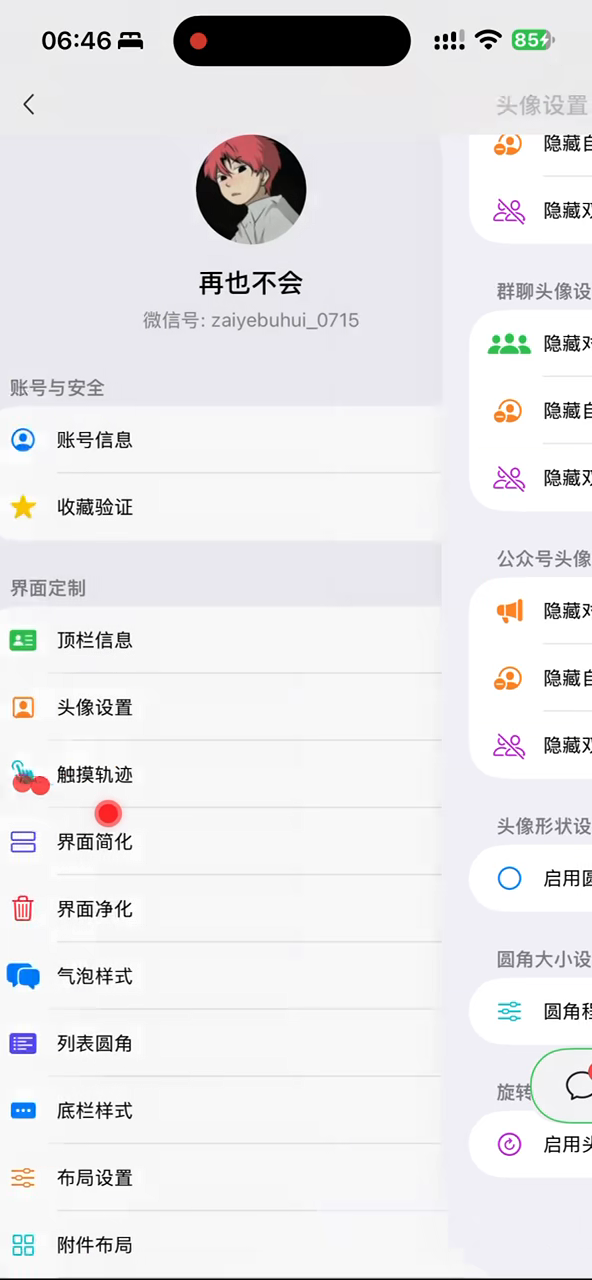 06:46
85
头像设置
再也不会
微信号: zaiyebuhui_0715
账号与安全
账号信息
收藏验证
界面定制
顶栏信息
头像设置
触摸轨迹
界面简化
界面净化
气泡样式
列表圆角
底栏样式
布局设置
附件布局
隐藏自
隐藏双
群聊头像设
隐藏对
隐藏自
隐藏双
公众号头像
隐藏对
隐藏自
隐藏双
头像形状设
启用圆
圆角大小设
圆角程
旋转
启用头